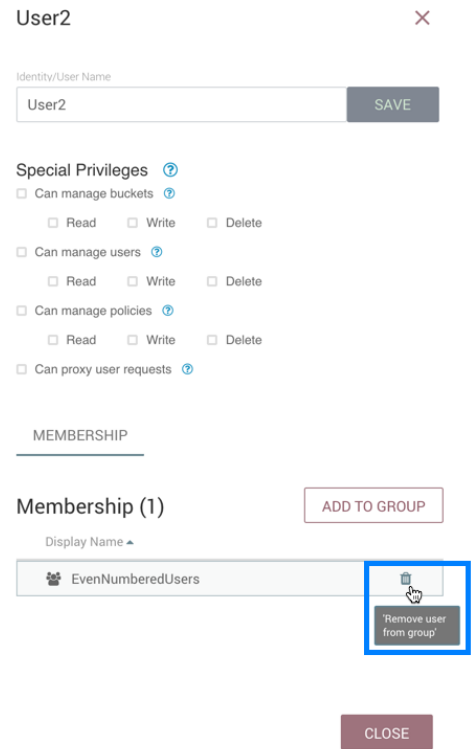 User2
Identity/User Name
User2 SAVE
Special Privileges ?
Can manage buckets ?
Read Write Delete
Can manage users ?
Read Write Delete
Can manage policies ?
Read Write Delete
Can proxy user requests ?
MEMBERSHIP
Membership (1) ADD TO GROUP
Display Name
EvenNumberedUsers
'Remove user
from group'
CLOSE